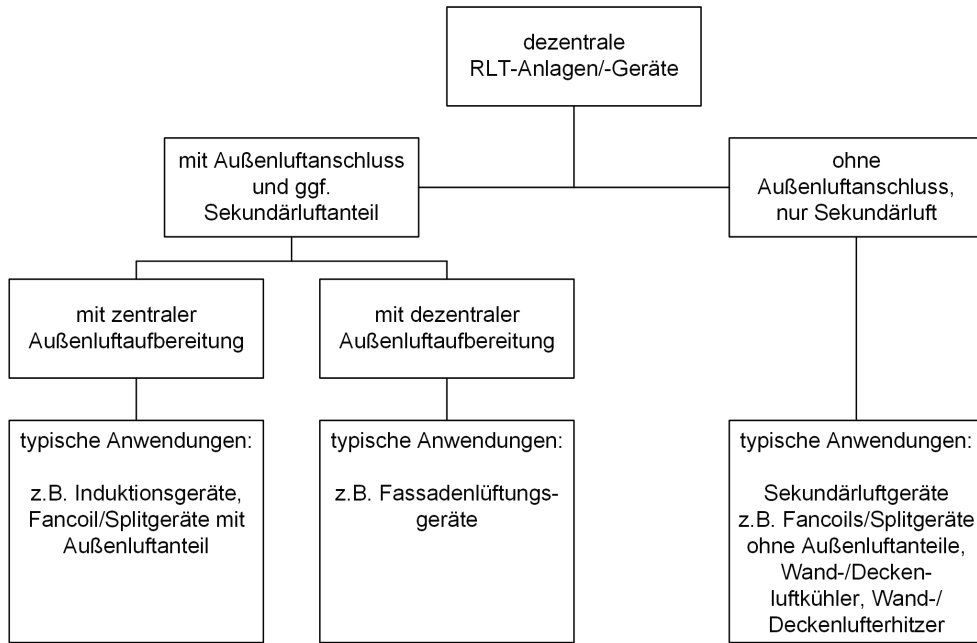 dezentrale
RLT-Anlagen/-Geräte
mit Außenluftanschluss
und ggf.
Sekundärluftanteil
ohne
Außenluftanschluss,
nur Sekundärluft
mit zentraler
Außenluftaufbereitung
mit dezentraler
Außenluftaufbereitung
typische Anwendungen:
z.B. Induktionsgeräte,
Fancoil/Splitgeräte mit
Außenluftanteil
typische Anwendungen:
z.B. Fassadenlüftungs-
geräte
typische Anwendungen:
Sekundärluftgeräte
z.B. Fancoils/Splitgeräte
ohne Außenluftanteile,
Wand-/Decken-
luftkühler, Wand-/
Deckenlufterhitzer